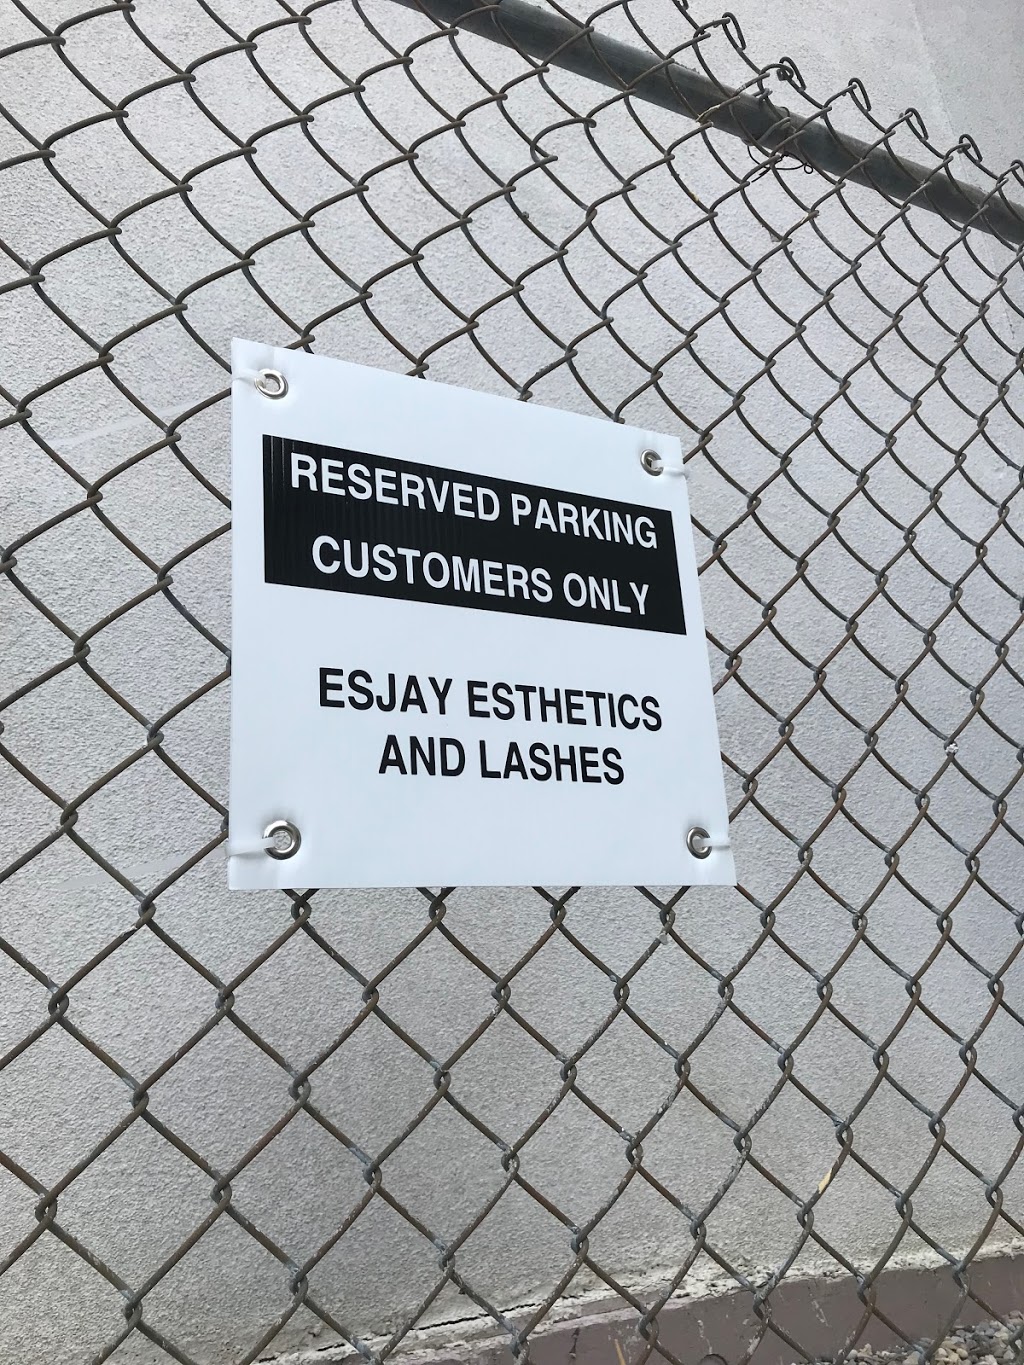 RESERVED PARKING
CUSTOMERS ONLY
ESJAY ESTHETICS
AND LASHES